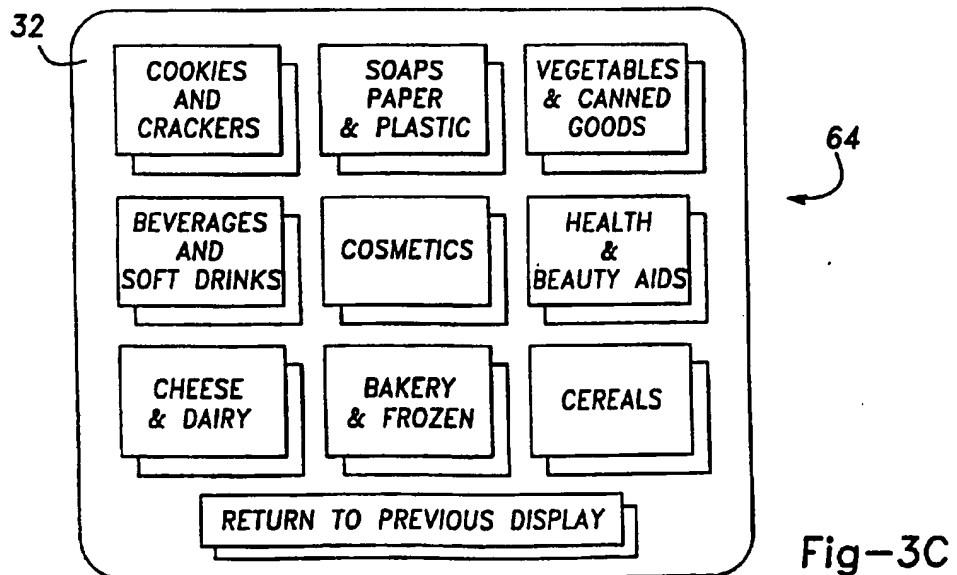 32
COOKIES
AND
CRACKERS
SOAPS
PAPER
& PLASTIC
VEGETABLES
& CANNED
GOODS
64
BEVERAGES
AND
SOFT DRINKS
COSMETICS
HEALTH
&
BEAUTY AIDS
CHEESE
& DAIRY
BAKERY
& FROZEN
CEREALS
RETURN TO PREVIOUS DISPLAY
Fig-3C